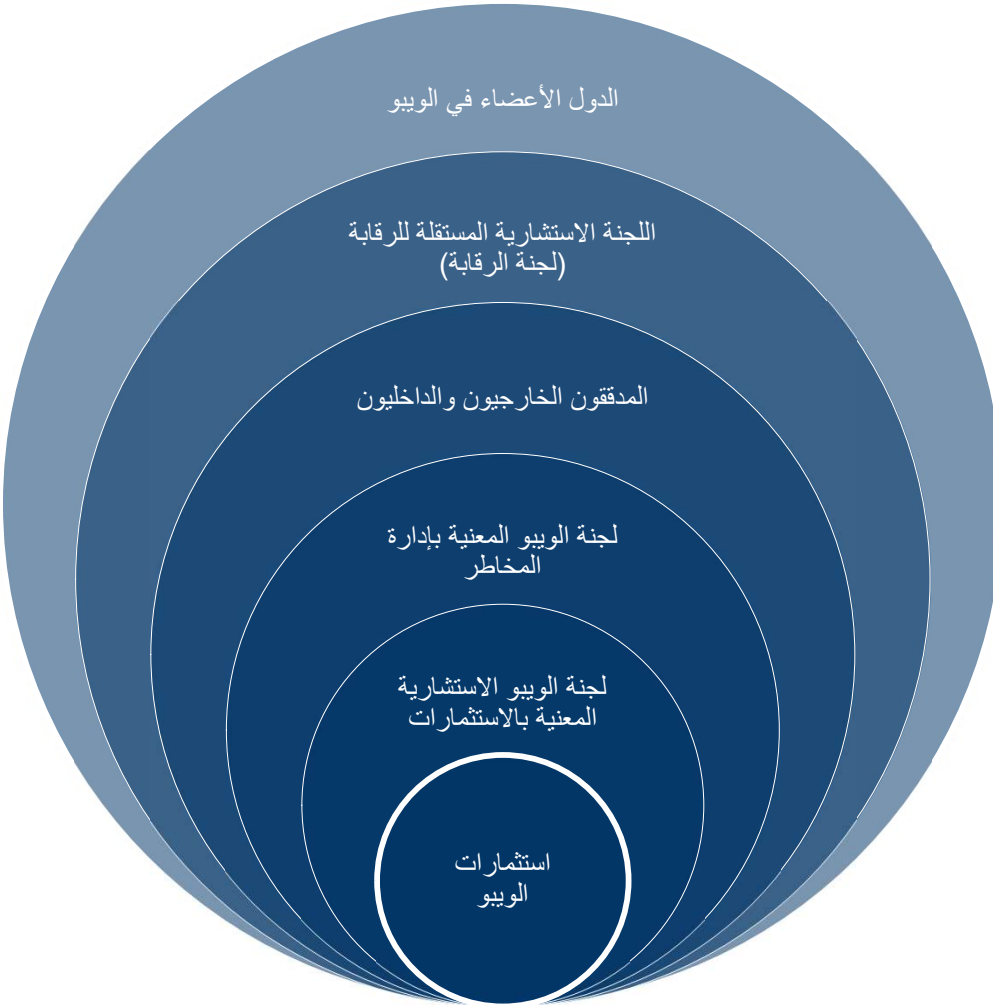 الدول الأعضاء في الويبو
اللجنة الاستشارية المستقلة للرقابة
(لجنة الرقابة)
المدققون الخارجيون والداخليون
لجنة الويبو المعنية بإدارة
المخاطر
لجنة الويبو الاستشارية
المعنية بالاستثمارات
استثمارات
الويبو